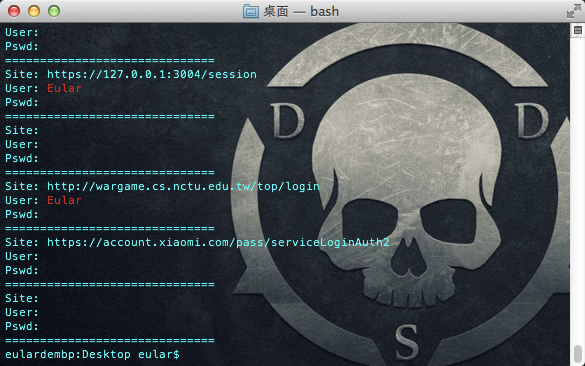 桌面 — bash
User:
Pswd:
==============================
Site: https://127.0.0.1:3004/session
User: Eular
Pswd:
==============================
Site:
User:
Pswd:
==============================
Site: http://wargame.cs.nctu.edu.tw/top/login
User: Eular
Pswd:
==============================
Site: https://account.xiaomi.com/pass/serviceLoginAuth2
User:
Pswd:
==============================
Site:
User:
Pswd:
==============================
eulardembp:Desktop eular$
D D
S